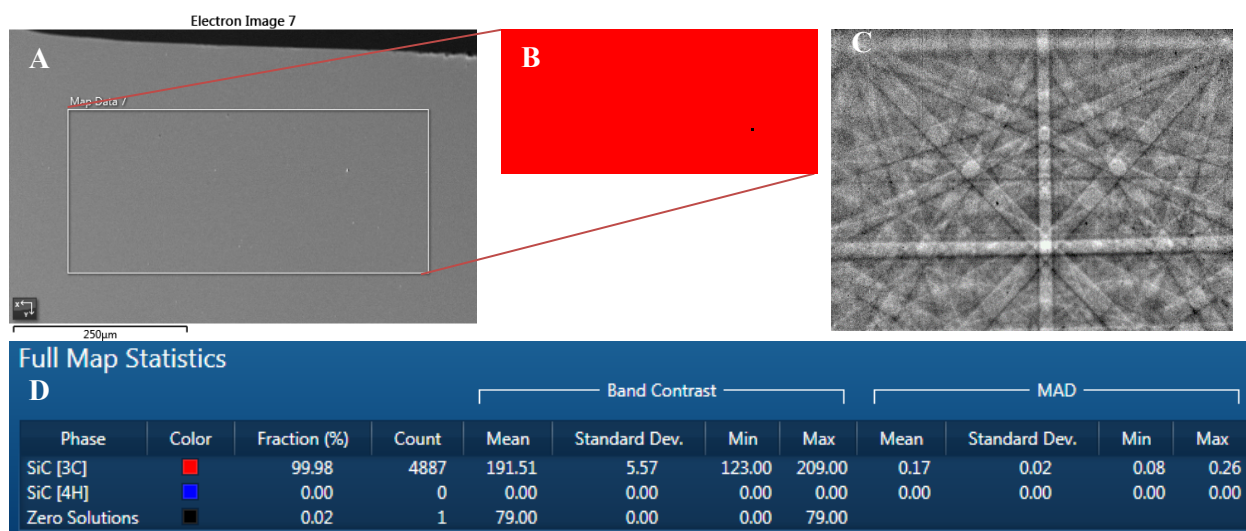 Electron Image 7
A
B
C
Map Data 7
250µm
Full Map Statistics
D
Band Contrast MAD
Phase Color Fraction (%) Count Mean Standard Dev. Min Max Mean Standard Dev. Min Max
SiC [3C] 99.98 4887 191.51 5.57 123.00 209.00 0.17 0.02 0.08 0.26
SiC [4H] 0.00 0 0.00 0.00 0.00 0.00 0.00 0.00 0.00 0.00
Zero Solutions 0.02 1 79.00 0.00 0.00 79.00